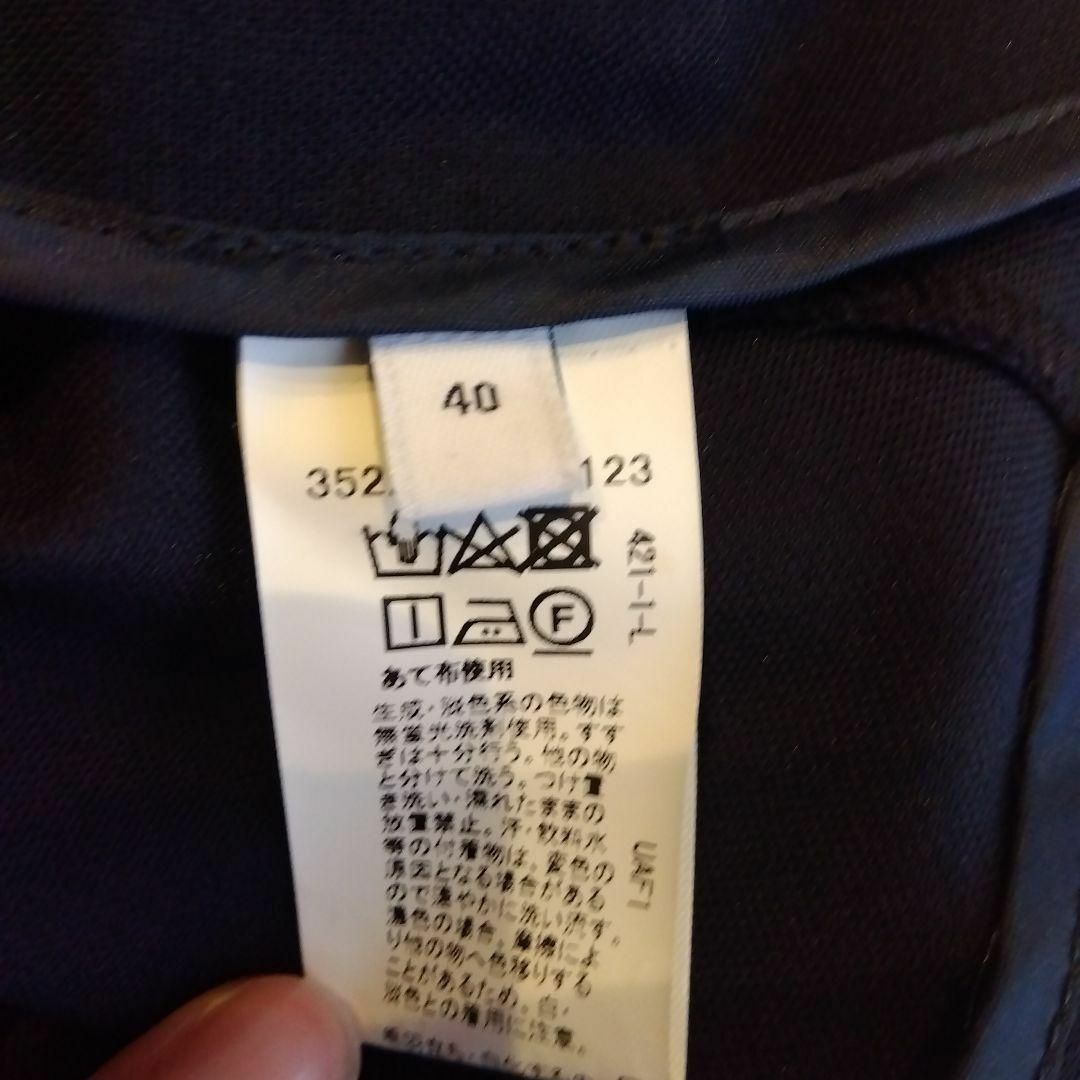 40
352
123
421-1-L
F
あて布使用
生成・淡色系の色物は
無蛍光洗剤使用。すす
ぎは十分行う。他の物
と分けて洗う。つけ置
き洗い・濡れたままの
放置禁止。汗・飲料水
等の付着物は、変色の
原因となる場合がある
ので速やかに洗い流す。
濃色の場合、摩擦によ
り他の物へ色移りする
ことがあるため、白・
淡色との着用に注意。
UAF1